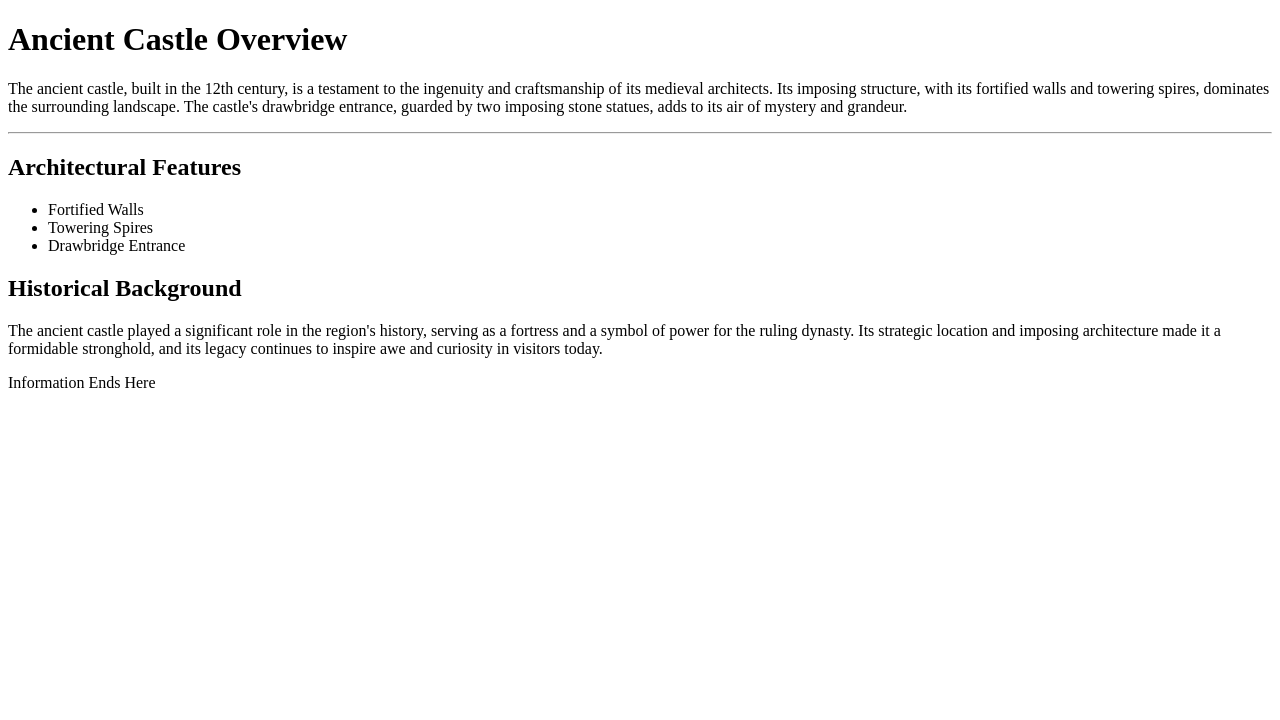 Ancient Castle Overview
The ancient castle, built in the 12th century, is a testament to the ingenuity and craftsmanship of its medieval architects. Its imposing structure, with its fortified walls and towering spires, dominates
the surrounding landscape. The castle's drawbridge entrance, guarded by two imposing stone statues, adds to its air of mystery and grandeur.
Architectural Features
• Fortified Walls
• Towering Spires
• Drawbridge Entrance
Historical Background
The ancient castle played a significant role in the region's history, serving as a fortress and a symbol of power for the ruling dynasty. Its strategic location and imposing architecture made it a
formidable stronghold, and its legacy continues to inspire awe and curiosity in visitors today.
Information Ends Here